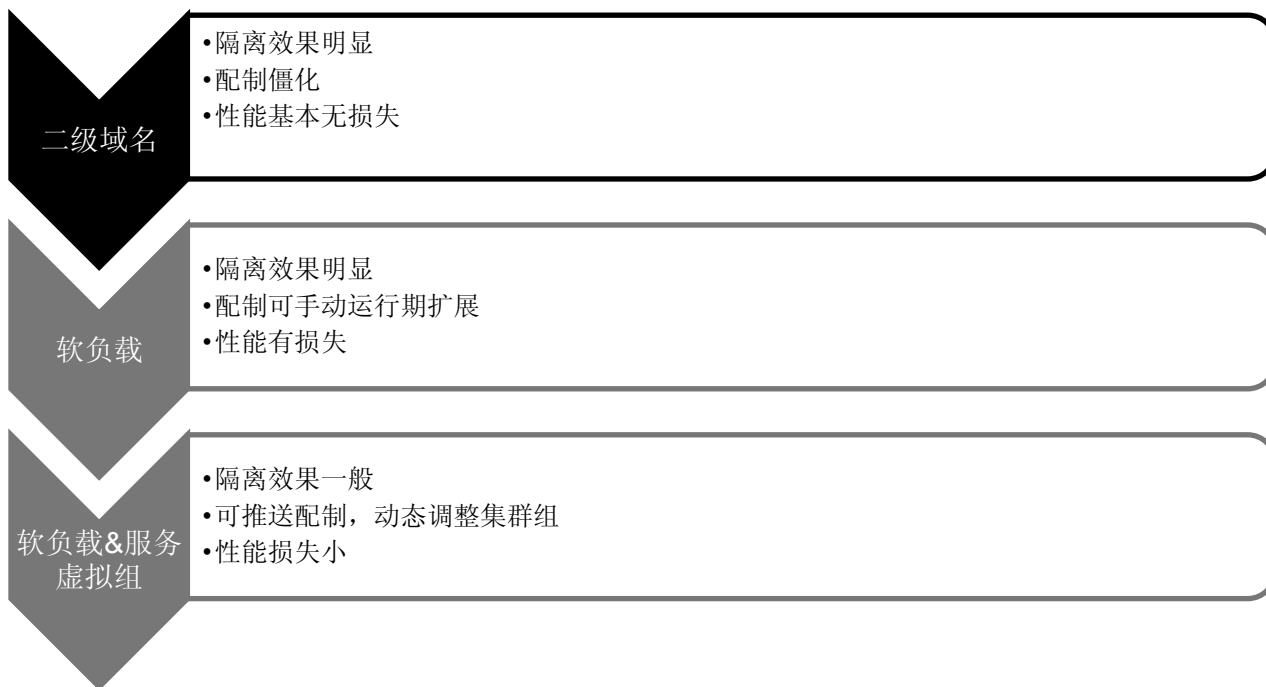 二级域名
•隔离效果明显
•配制僵化
•性能基本无损失
软负载
•隔离效果明显
•配制可手动运行期扩展
•性能有损失
软负载&服务
虚拟组
•隔离效果一般
•可推送配制，动态调整集群组
•性能损失小